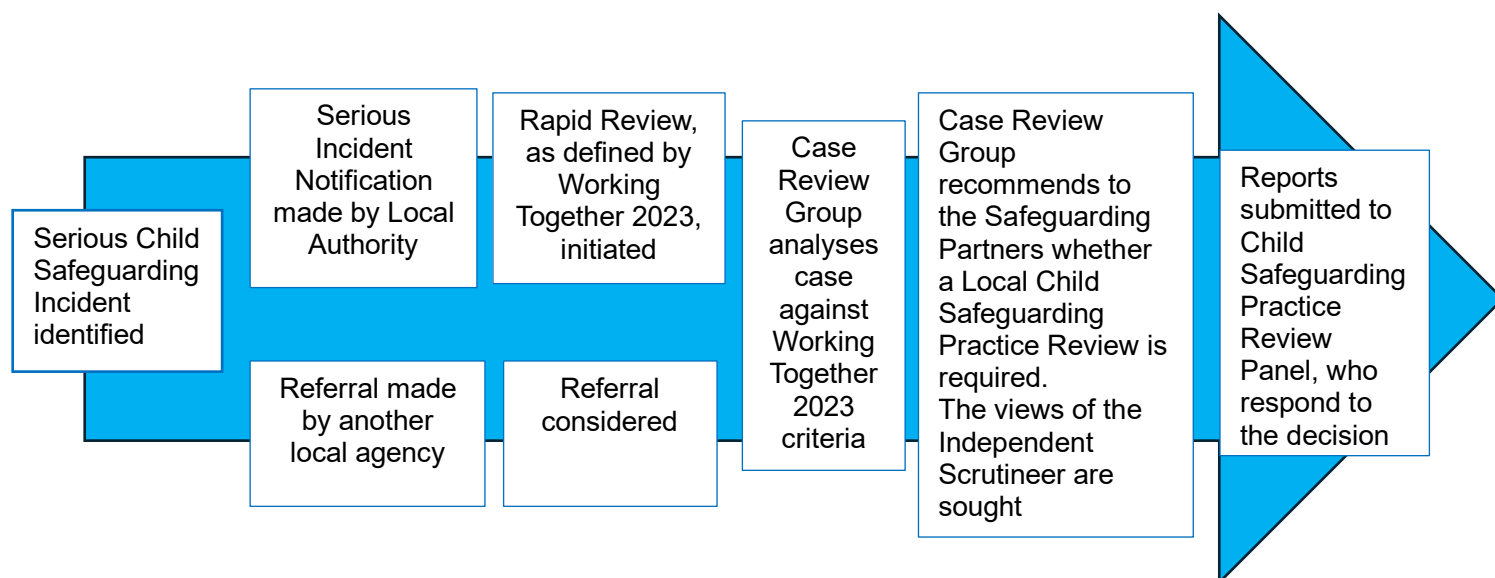 Serious Child
Safeguarding
Incident
identified
Serious
Incident
Notification
made by Local
Authority
Referral made
by another
local agency
Rapid Review,
as defined by
Working
Together 2023,
initiated
Referral
considered
Case
Review
Group
analyses
case
against
Working
Together
2023
criteria
Case Review
Group
recommends to
the Safeguarding
Partners whether
a Local Child
Safeguarding
Practice Review is
required.
The views of the
Independent
Scrutineer are
sought
Reports
submitted to
Child
Safeguarding
Practice
Review
Panel, who
respond to
the decision